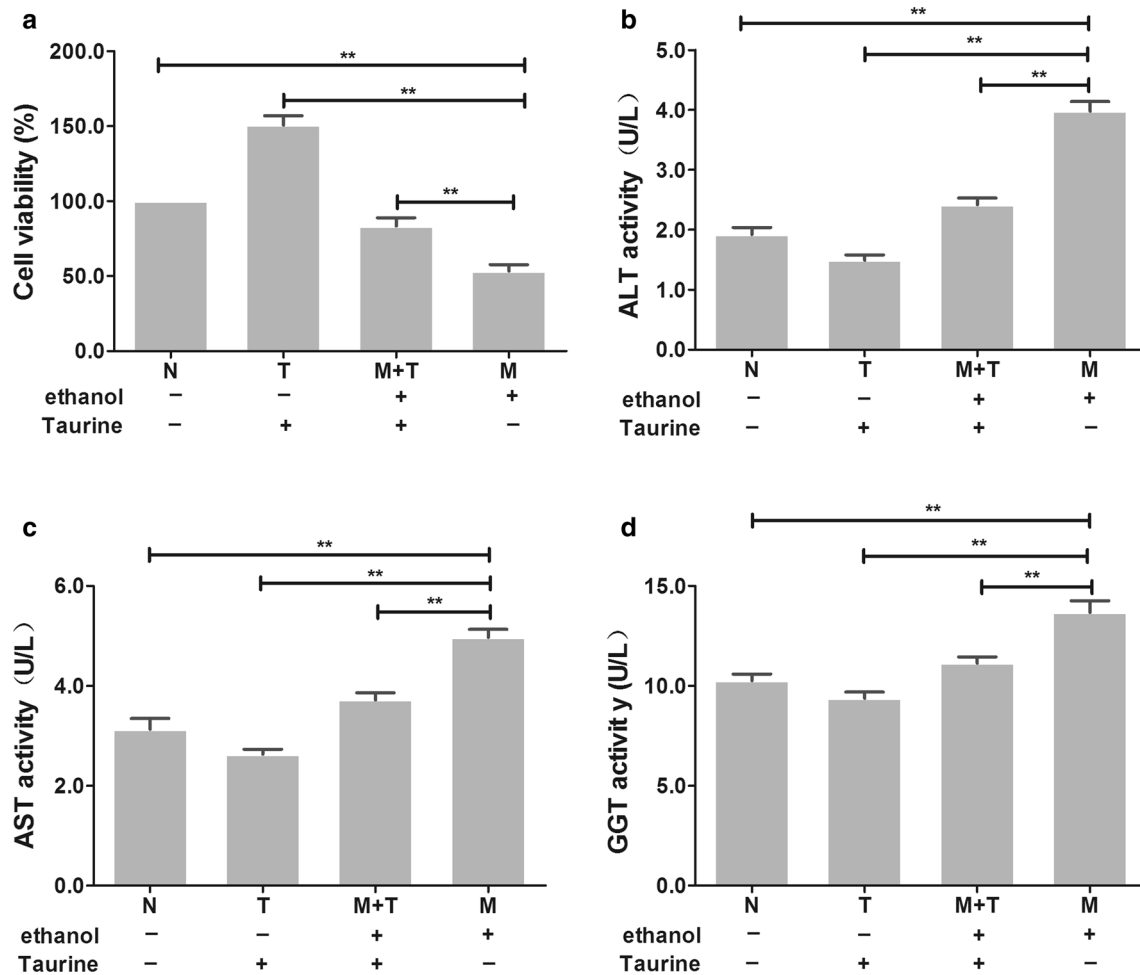 a
**
**
**
200.0
150.0
100.0
50.0
0.0
Cell viability (%)
N T M+T M
ethanol – – + +
Taurine – + + –
b
**
**
**
5.0
4.0
3.0
2.0
1.0
0.0
ALT activity（U/L）
N T M+T M
ethanol – – + +
Taurine – + + –
c
**
**
**
6.0
4.0
2.0
0.0
AST activity（U/L）
N T M+T M
ethanol – – + +
Taurine – + + –
d
**
**
**
15.0
10.0
5.0
0.0
GGT activit y (U/L）
N T M+T M
ethanol – – + +
Taurine – + + –